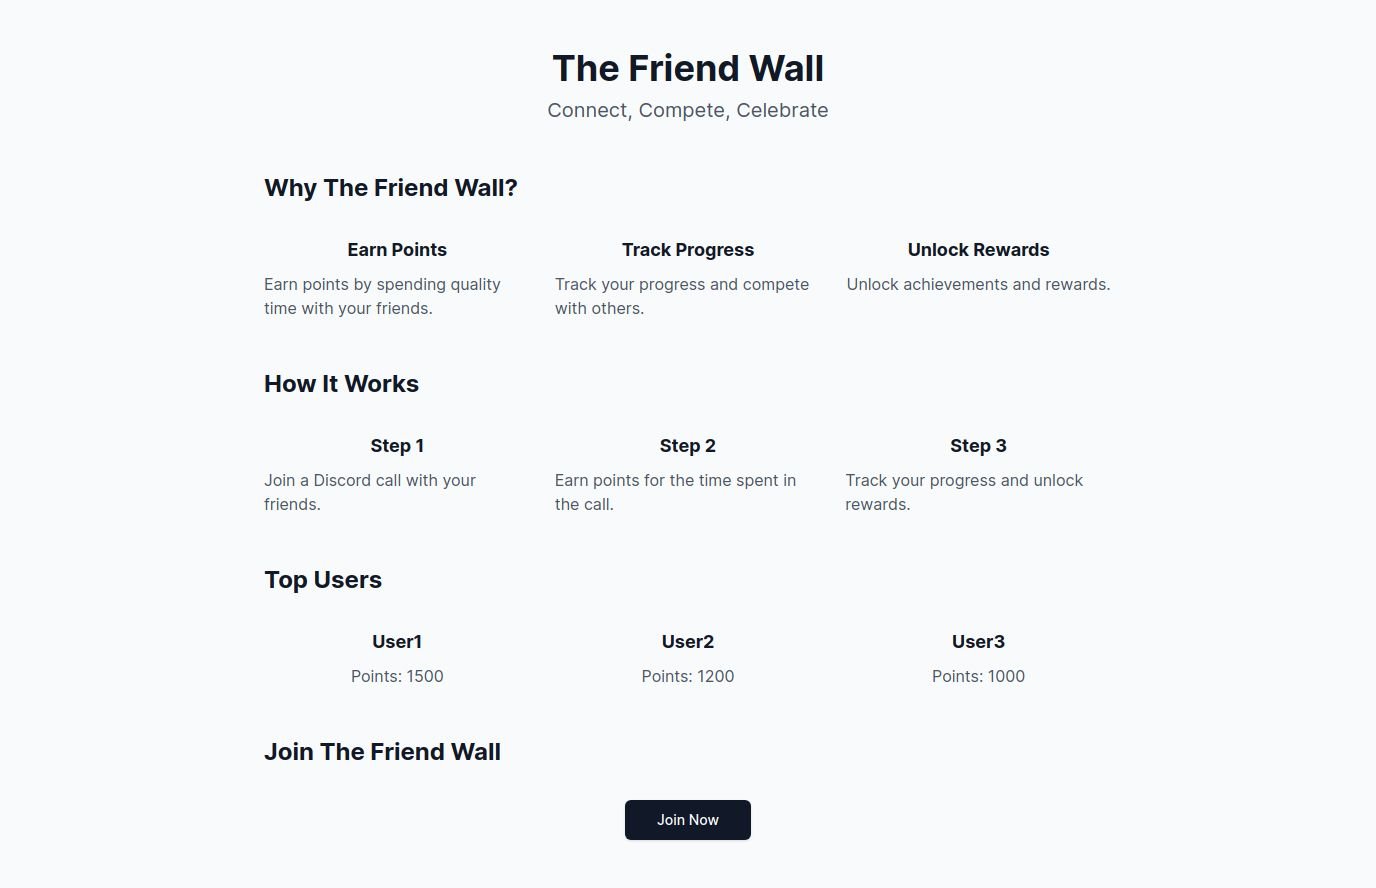 The Friend Wall
Connect, Compete, Celebrate
Why The Friend Wall?
Earn Points
Earn points by spending quality
time with your friends.
Track Progress
Track your progress and compete
with others.
Unlock Rewards
Unlock achievements and rewards.
How It Works
Step 1
Join a Discord call with your
friends.
Step 2
Earn points for the time spent in
the call.
Step 3
Track your progress and unlock
rewards.
Top Users
User1
Points: 1500
User2
Points: 1200
User3
Points: 1000
Join The Friend Wall
Join Now